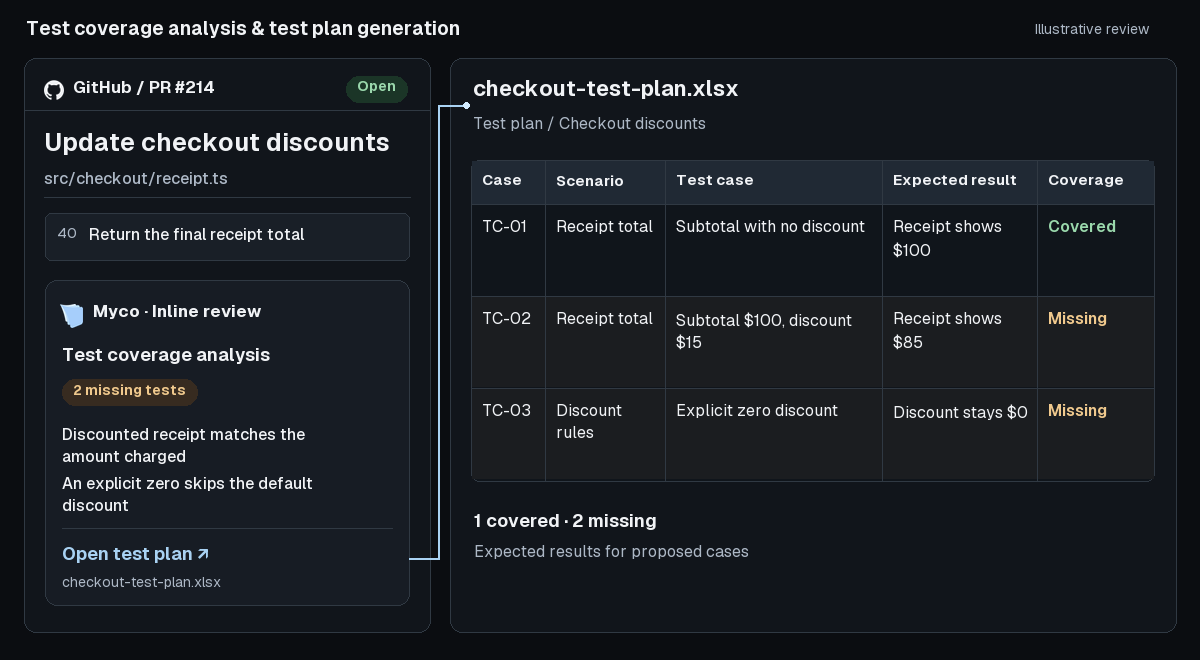 Test coverage analysis & test plan generation
Illustrative review
GitHub / PR #214
Open
Update checkout discounts
src/checkout/receipt.ts
40 Return the final receipt total
Myco · Inline review
Test coverage analysis
2 missing tests
Discounted receipt matches the
amount charged
An explicit zero skips the default
discount
Open test plan ↗
checkout-test-plan.xlsx
checkout-test-plan.xlsx
Test plan / Checkout discounts
Case Scenario Test case Expected result Coverage
TC-01 Receipt total Subtotal with no discount Receipt shows Covered
$100
TC-02 Receipt total Subtotal $100, discount Receipt shows Missing
$15 $85
TC-03 Discount Explicit zero discount Discount stays $0 Missing
rules
1 covered · 2 missing
Expected results for proposed cases